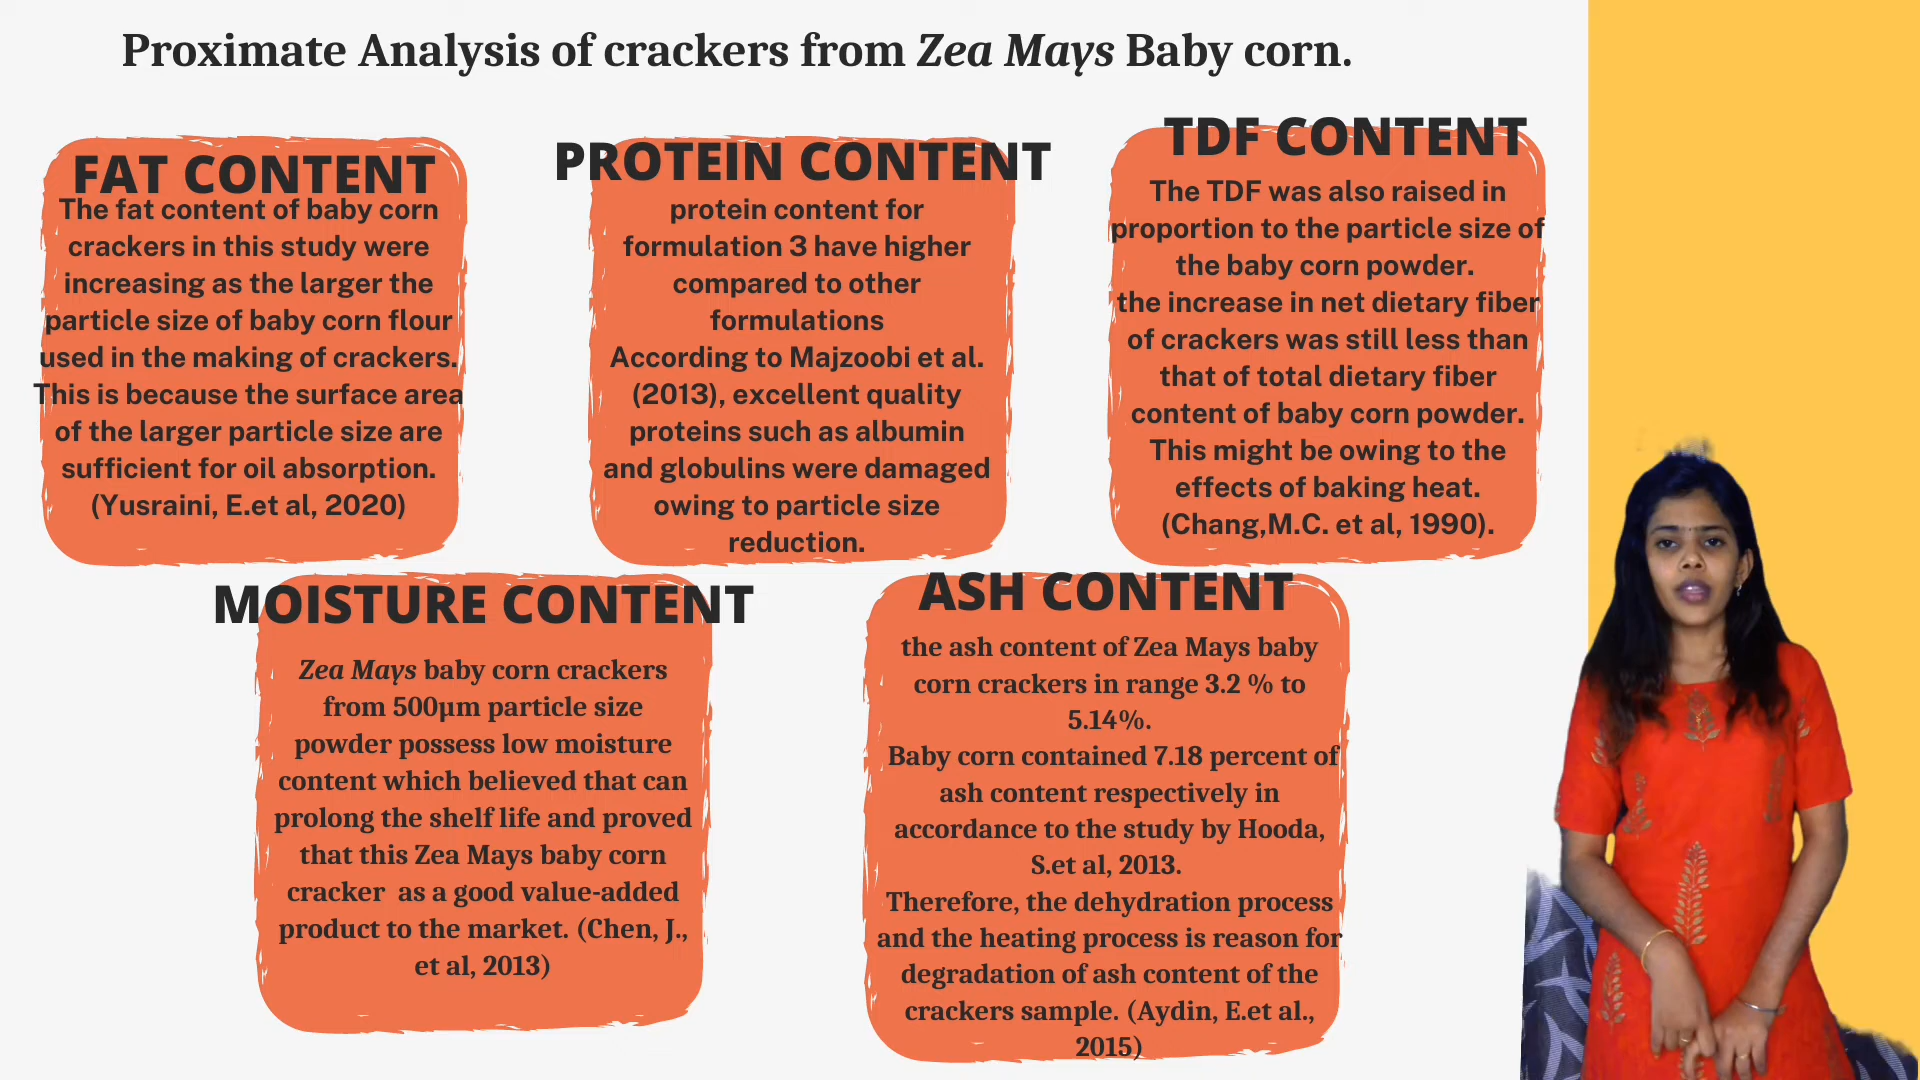 Proximate Analysis of crackers from Zea Mays Baby corn.
FAT CONTENT
The fat content of baby corn
crackers in this study were
increasing as the larger the
particle size of baby corn flour
used in the making of crackers.
This is because the surface area
of the larger particle size are
sufficient for oil absorption.
(Yusraini, E.et al, 2020)
PROTEIN CONTENT
protein content for
formulation 3 have higher
compared to other
formulations
According to Majzoobi et al.
(2013), excellent quality
proteins such as albumin
and globulins were damaged
owing to particle size
reduction.
TDF CONTENT
The TDF was also raised in
proportion to the particle size of
the baby corn powder.
the increase in net dietary fiber
of crackers was still less than
that of total dietary fiber
content of baby corn powder.
This might be owing to the
effects of baking heat.
(Chang,M.C. et al, 1990).
MOISTURE CONTENT
Zea Mays baby corn crackers
from 500μm particle size
powder possess low moisture
content which believed that can
prolong the shelf life and proved
that this Zea Mays baby corn
cracker  as a good value-added
product to the market. (Chen, J.,
et al, 2013)
ASH CONTENT
the ash content of Zea Mays baby
corn crackers in range 3.2 % to
5.14%.
Baby corn contained 7.18 percent of
ash content respectively in
accordance to the study by Hooda,
S.et al, 2013.
Therefore, the dehydration process
and the heating process is reason for
degradation of ash content of the
crackers sample. (Aydin, E.et al.,
2015)